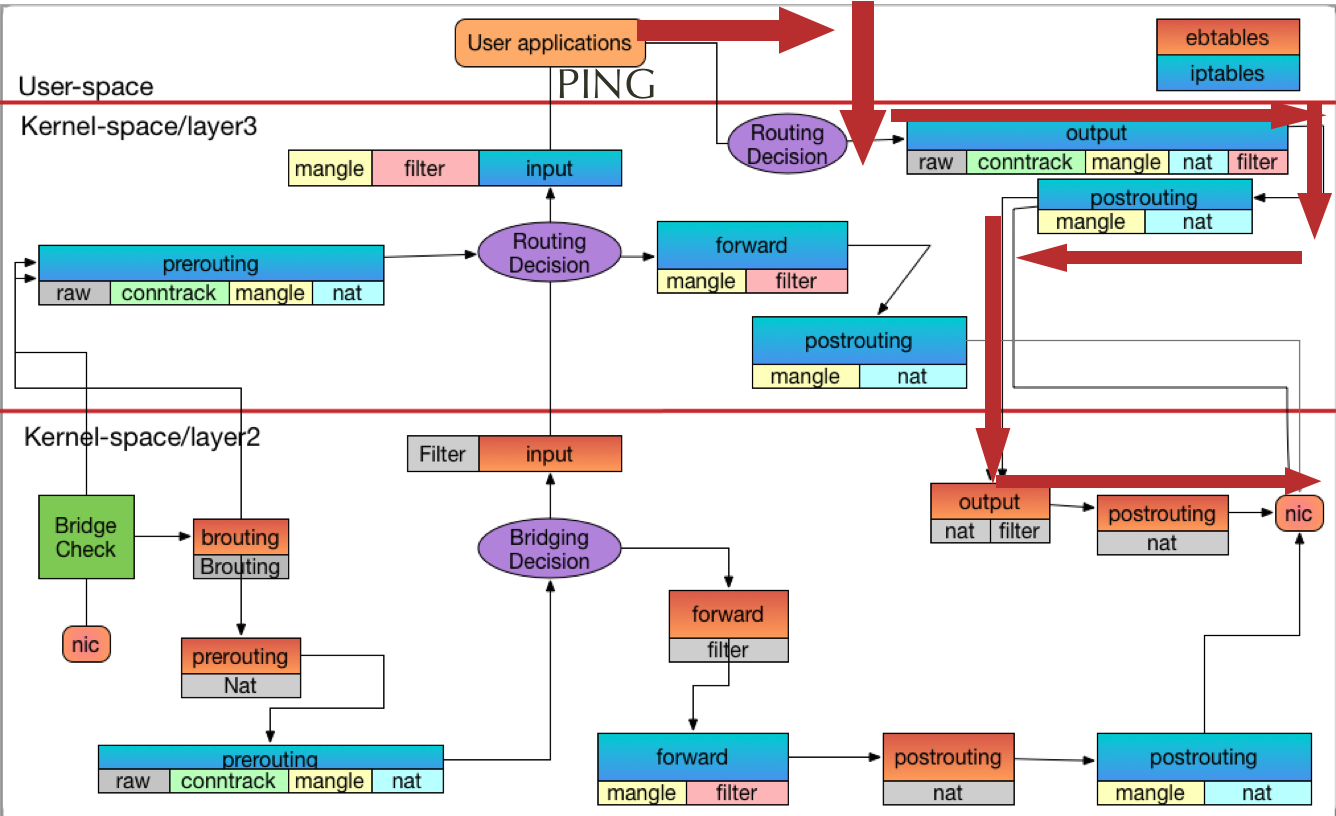 User applications
ebtables
iptables
PING
User-space
Kernel-space/layer3
Routing
Decision
output
raw conntrack mangle nat filter
mangle filter input
postrouting
mangle nat
Routing
Decision
forward
mangle filter
prerouting
raw conntrack mangle nat
postrouting
mangle nat
Kernel-space/layer2
Filter input
Bridge
Check
brouting
Brouting
Bridging
Decision
output
nat filter
postrouting
nat
nic
nic
prerouting
Nat
forward
filter
prerouting
raw conntrack mangle nat
forward
mangle filter
postrouting
nat
postrouting
mangle nat